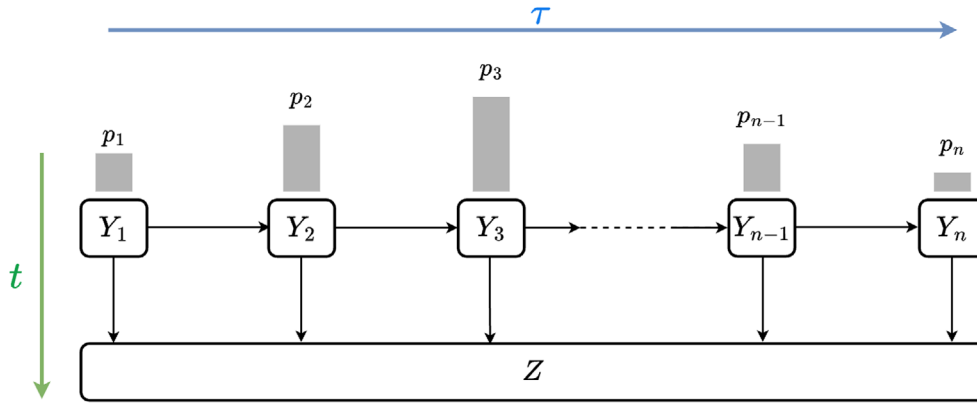 τ
p₃
p₂
pₙ₋₁
p₁
pₙ
Y₁ Y₂ Y₃ Yₙ₋₁ Yₙ
t
Z